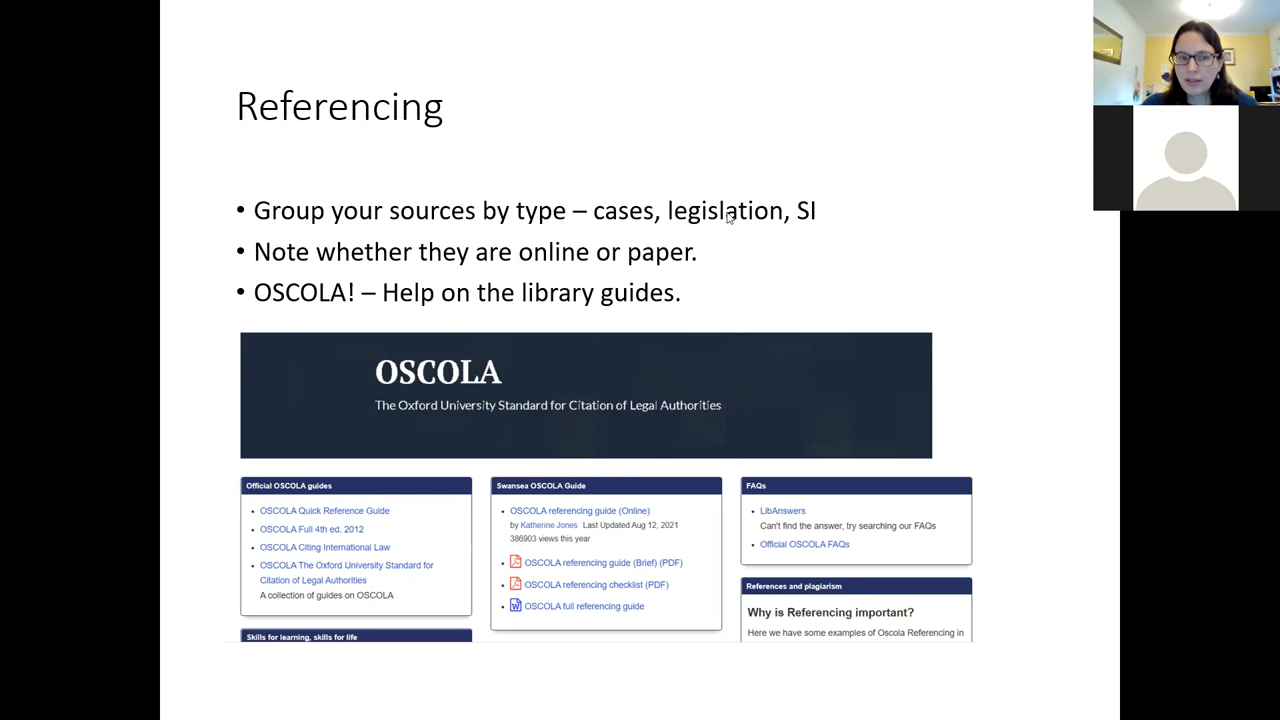 Referencing
• Group your sources by type – cases, legislation, SI
• Note whether they are online or paper.
• OSCOLA! – Help on the library guides.
OSCOLA
The Oxford University Standard for Citation of Legal Authorities
Official OSCOLA guides
• OSCOLA Quick Reference Guide
• OSCOLA Full 4th ed. 2012
• OSCOLA Citing International Law
• OSCOLA The Oxford University Standard for
Citation of Legal Authorities
A collection of guides on OSCOLA
Skills for learning, skills for life
Swansea OSCOLA Guide
• OSCOLA referencing guide (Online)
by Katherine Jones Last Updated Aug 12, 2021
386903 views this year
• OSCOLA referencing guide (Brief) (PDF)
• OSCOLA referencing checklist (PDF)
• OSCOLA full referencing guide
FAQs
• LibAnswers
Can't find the answer, try searching our FAQs
• Official OSCOLA FAQs
References and plagiarism
Why is Referencing important?
Here we have some examples of Oscola Referencing in